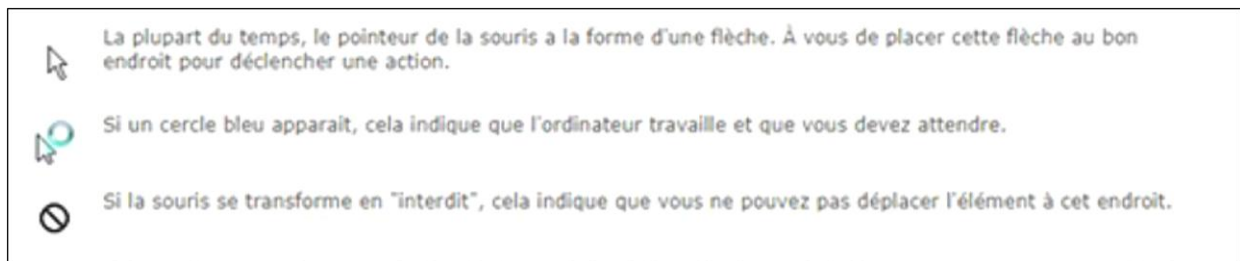 La plupart du temps, le pointeur de la souris a la forme d'une flèche. À vous de placer cette flèche au bon
endroit pour déclencher une action.
Si un cercle bleu apparait, cela indique que l'ordinateur travaille et que vous devez attendre.
Si la souris se transforme en "interdit", cela indique que vous ne pouvez pas déplacer l'élément à cet endroit.